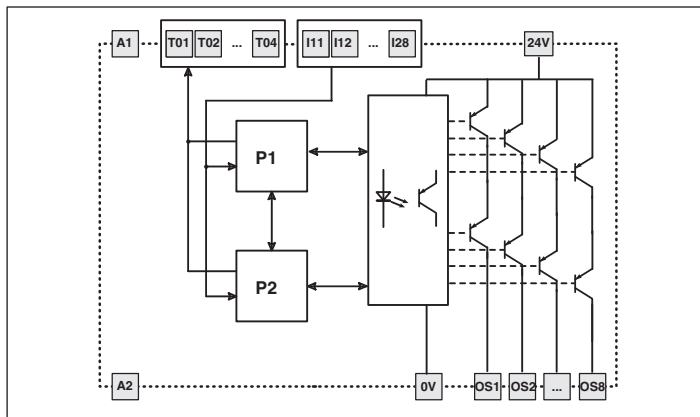 A1 T01 T02 ... T04 I11 I12 ... I28 24V
P1
P2
A2 0V OS1 OS2 ... OS8